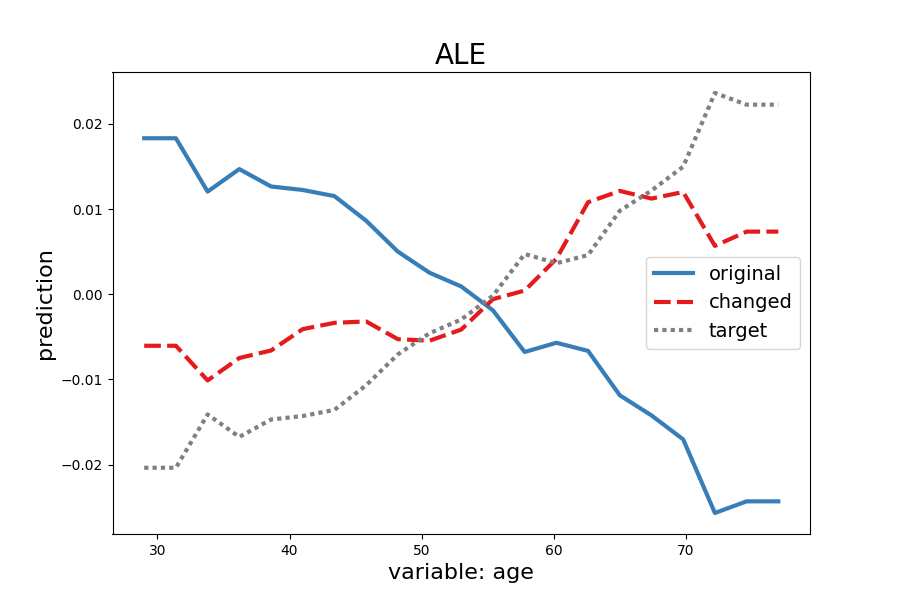 ALE
prediction
0.02
0.01
0.00
−0.01
−0.02
original
changed
target
30 40 50 60 70
variable: age